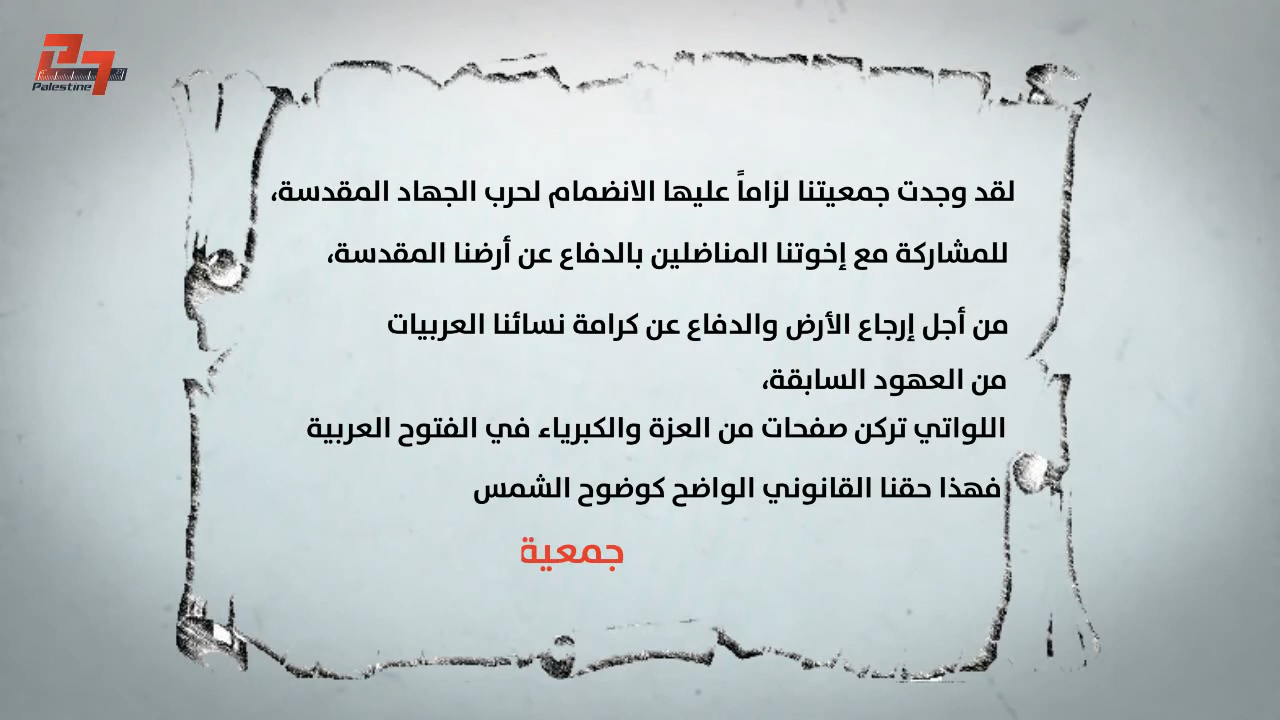 Palestine
لقد وجدت جمعيتنا لزاماً عليها الانضمام لحرب الجهاد المقدسة،
للمشاركة مع إخوتنا المناضلين بالدفاع عن أرضنا المقدسة،
من أجل إرجاع الأرض والدفاع عن كرامة نسائنا العربيات
من العهود السابقة،
اللواتي تركن صفحات من العزة والكبرياء في الفتوح العربية
فهذا حقنا القانوني الواضح كوضوح الشمس
جمعية